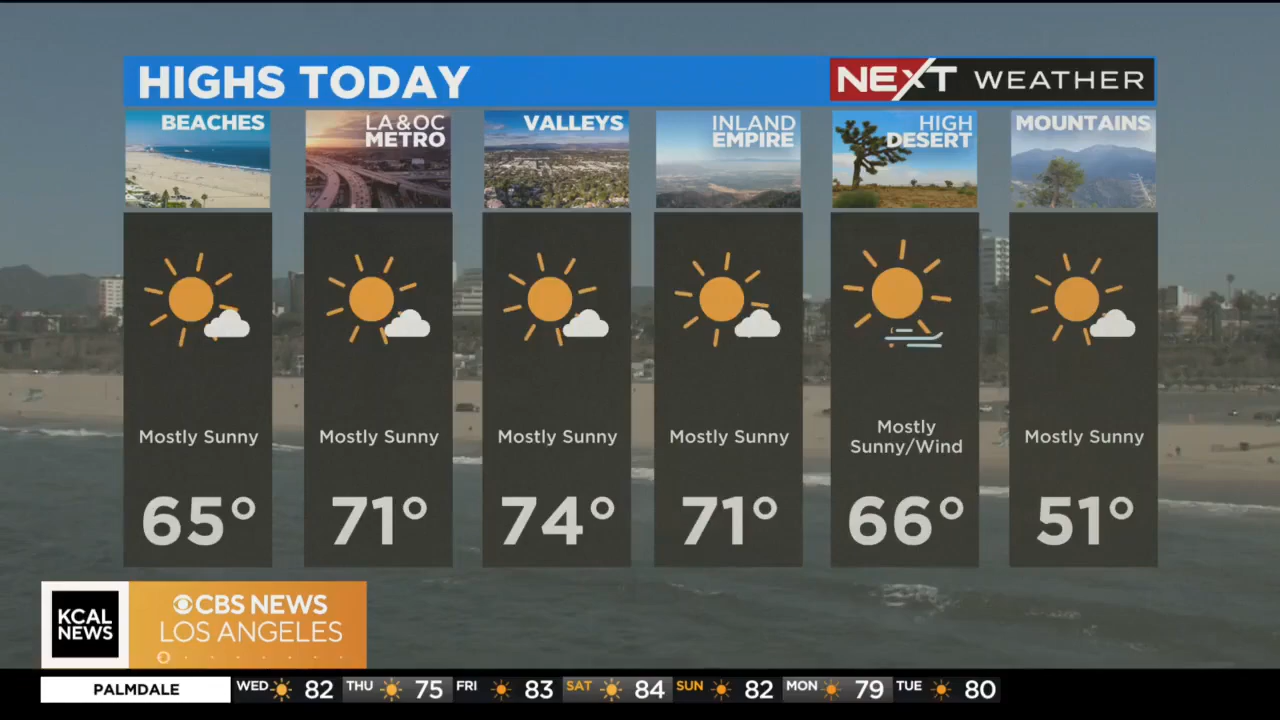 HIGHS TODAY
NEXT WEATHER
BEACHES
LA & OC
METRO
VALLEYS
INLAND
EMPIRE
HIGH
DESERT
MOUNTAINS
Mostly Sunny
Mostly Sunny
Mostly Sunny
Mostly Sunny
Mostly
Sunny/Wind
Mostly Sunny
65°
71°
74°
71°
66°
51°
KCAL
NEWS
CBS NEWS
LOS ANGELES
PALMDALE WED 82 THU 75 FRI 83 SAT 84 SUN 82 MON 79 TUE 80